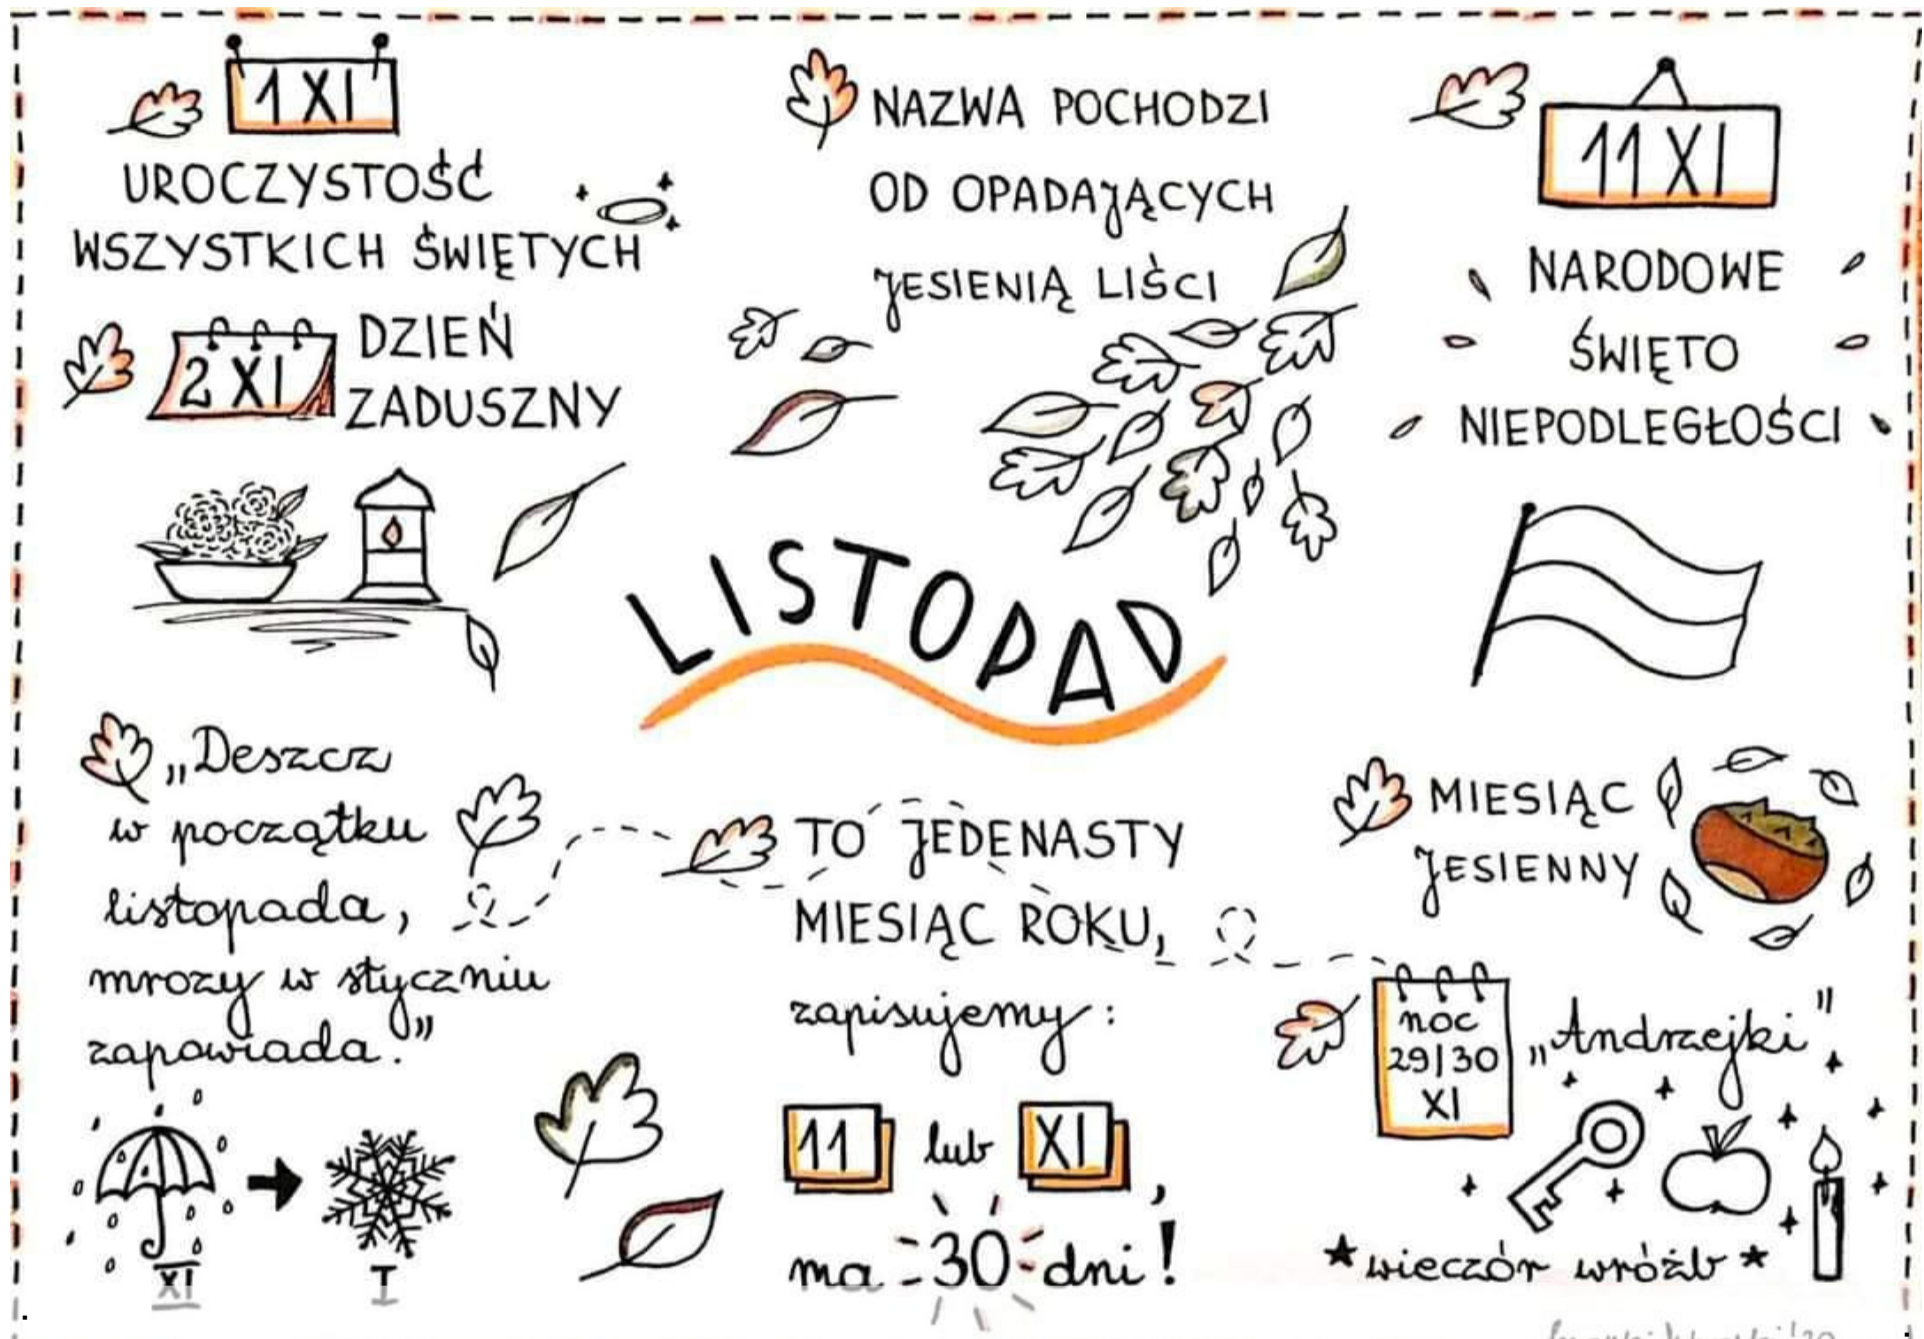 1 XI
UROCZYSTOŚĆ
WSZYSTKICH ŚWIĘTYCH
2 XI
DZIEŃ
ZADUSZNY
NAZWA POCHODZI
OD OPADAJĄCYCH
JESIENIĄ LIŚCI
11 XI
NARODOWE
ŚWIĘTO
NIEPODLEGŁOŚCI
LISTOPAD
„Deszcz
w początku
listopada,
mrozy w styczniu
zapowiada.”
XI
I
TO JEDENASTY
MIESIĄC ROKU,
zapisujemy:
11 lub XI,
ma 30 dni!
MIESIĄC
JESIENNY
noc
29/30
XI
„Andrzejki”
*wieczór wróżb*